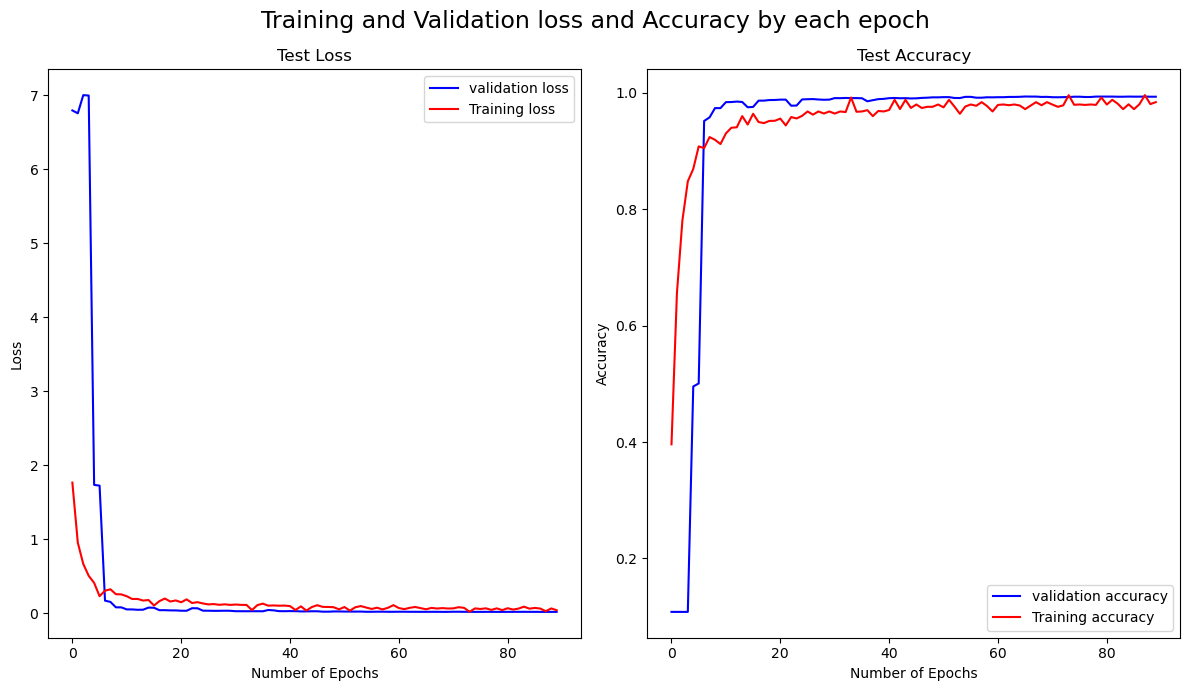 Training and Validation loss and Accuracy by each epoch
Test Loss
validation loss
Training loss
7
6
5
4
3
2
1
0
Loss
0 20 40 60 80
Number of Epochs
Test Accuracy
1.0
0.8
0.6
0.4
0.2
Accuracy
validation accuracy
Training accuracy
0 20 40 60 80
Number of Epochs